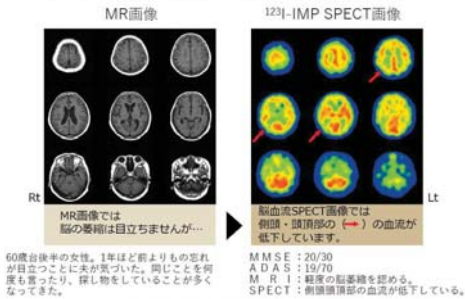 MR画像
¹²³I-IMP SPECT画像
Rt
Lt
MR画像では
脳の萎縮は目立ちませんが…
脳血流SPECT画像では
側頭・頭頂部の（→）の血流が
低下しています。
60歳台後半の女性。1年ほど前よりもの忘れ
が目立つことに夫が気づいた。同じことを何
度も言ったり、探し物をしていることが多く
なってきた。
MMSE：20/30
ADAS：19/70
MRI：軽度の脳萎縮を認める。
SPECT：側頭頭頂部の血流が低下している。